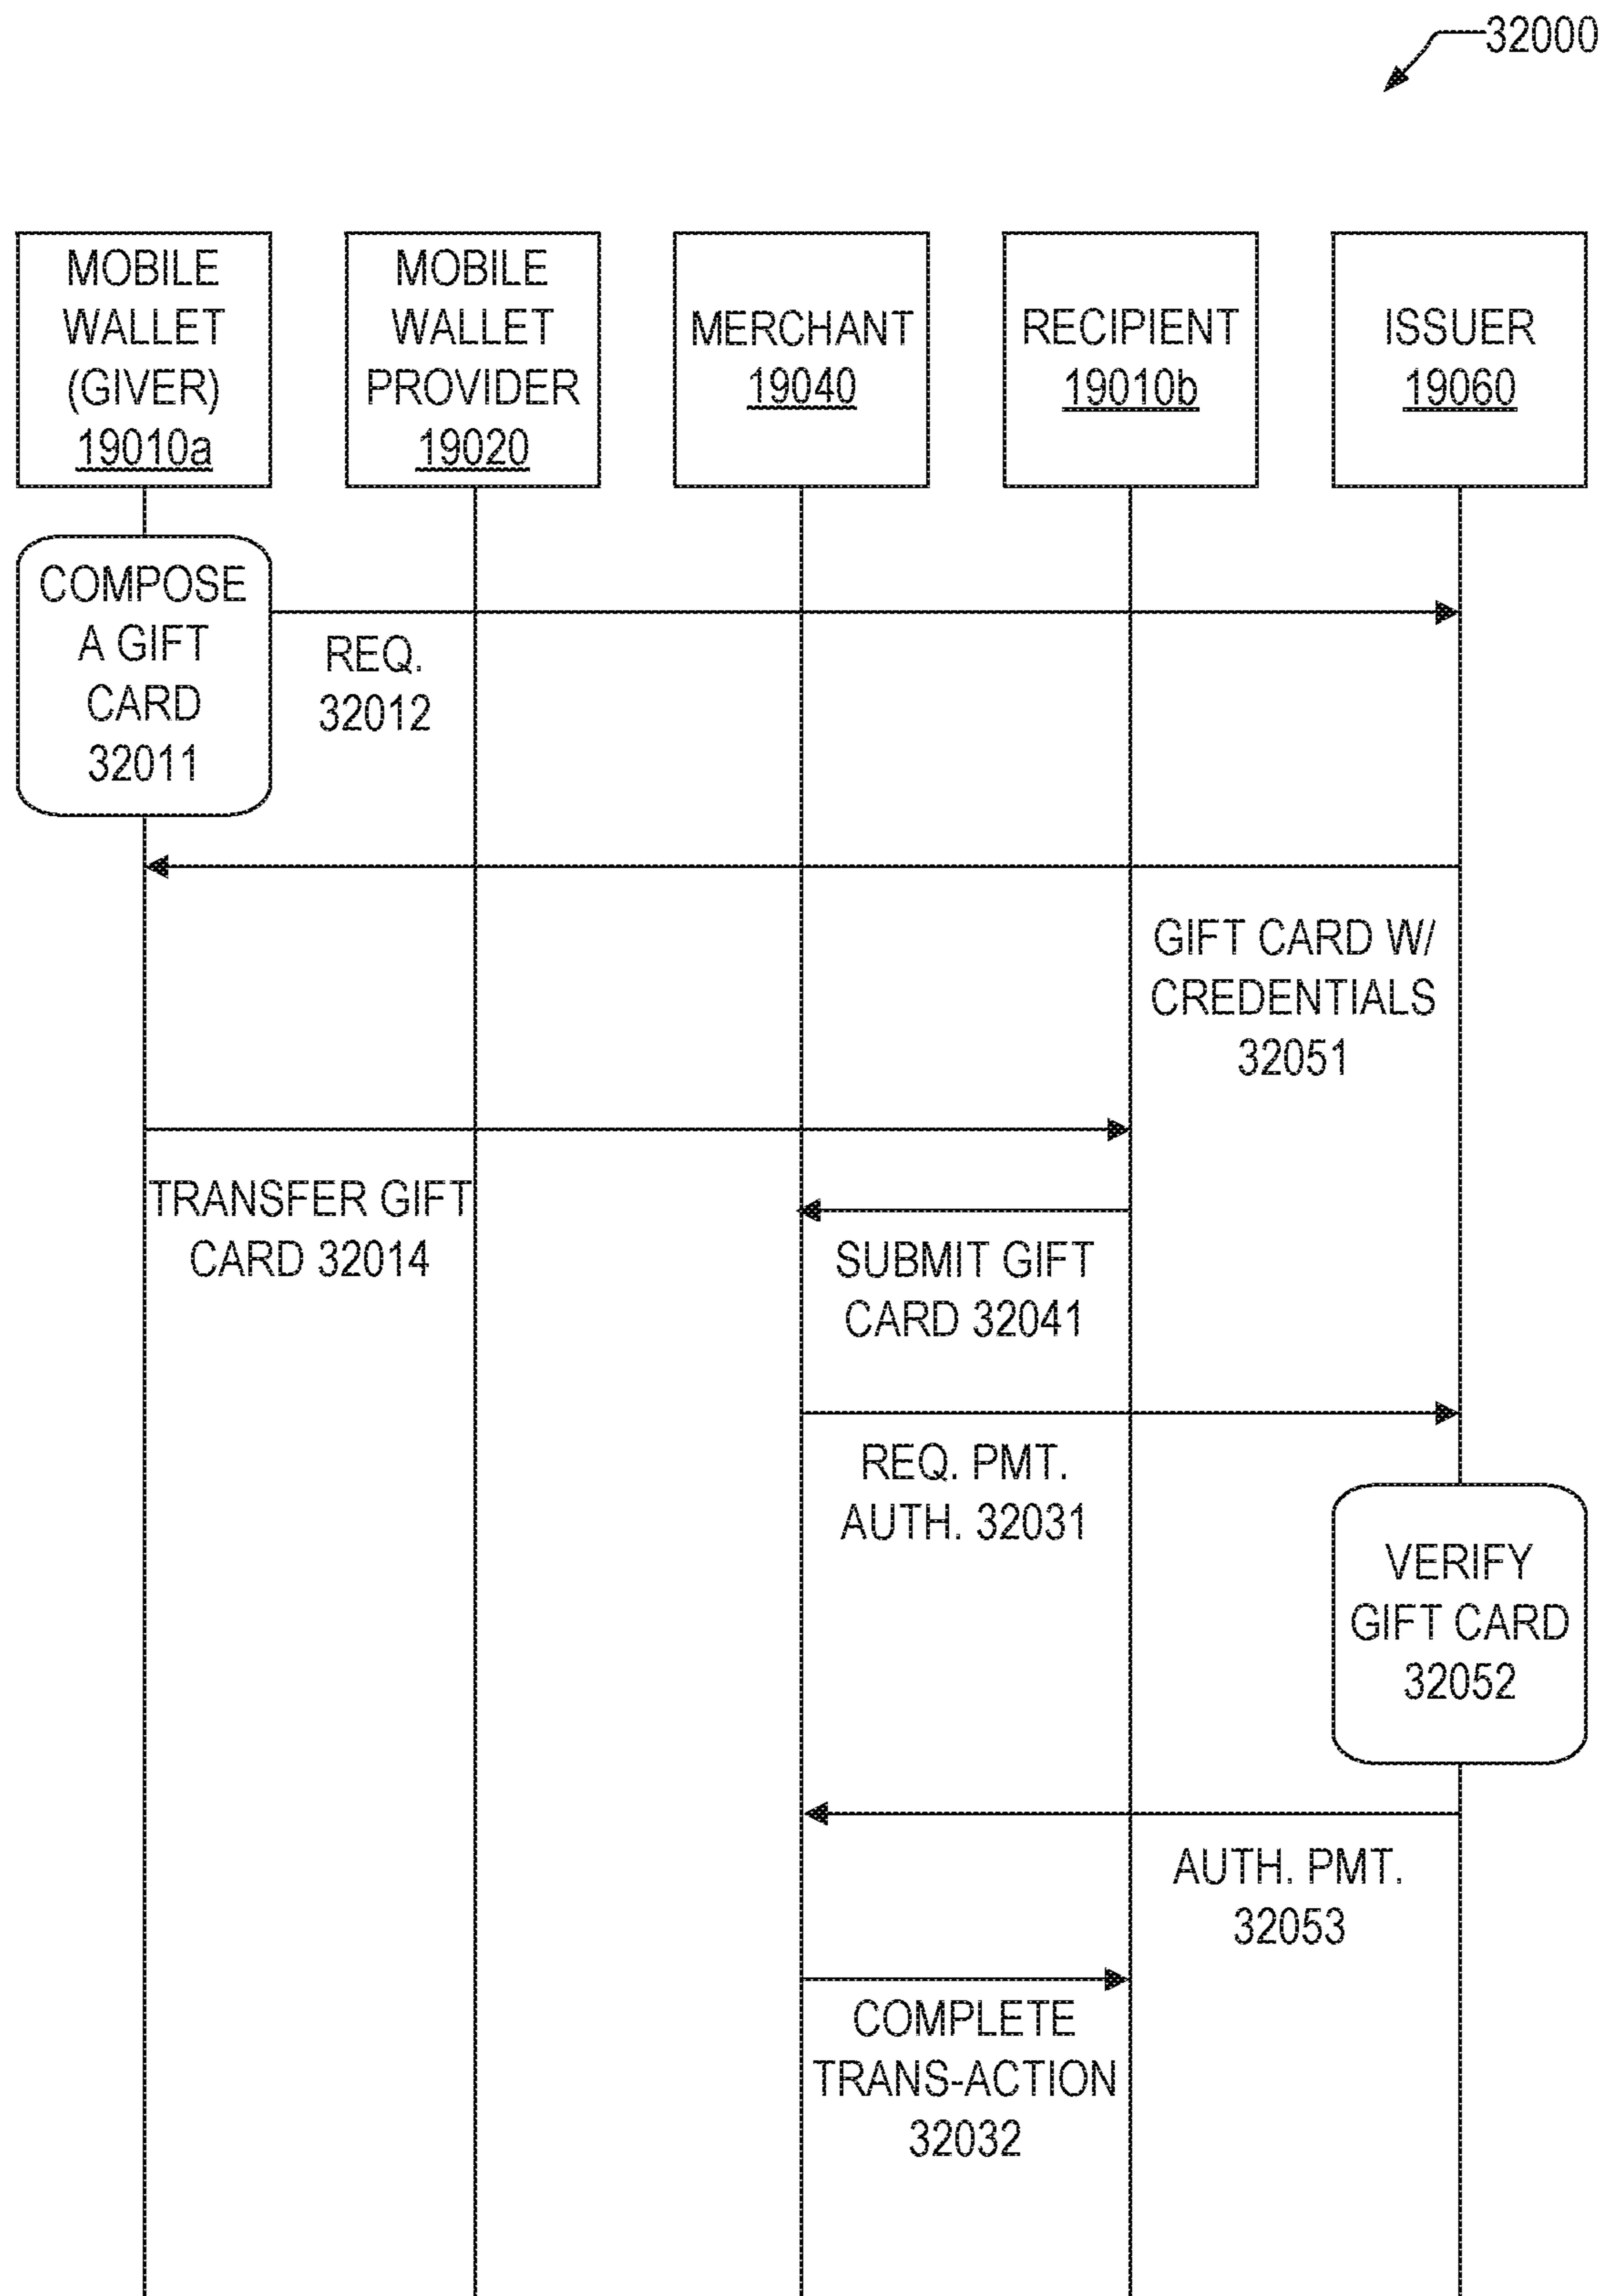 32000
MOBILE
WALLET
(GIVER)
19010a
MOBILE
WALLET
PROVIDER
19020
MERCHANT
19040
RECIPIENT
19010b
ISSUER
19060
COMPOSE
A GIFT
CARD
32011
REQ.
32012
GIFT CARD W/
CREDENTIALS
32051
TRANSFER GIFT
CARD 32014
SUBMIT GIFT
CARD 32041
REQ. PMT.
AUTH. 32031
VERIFY
GIFT CARD
32052
AUTH. PMT.
32053
COMPLETE
TRANS-ACTION
32032